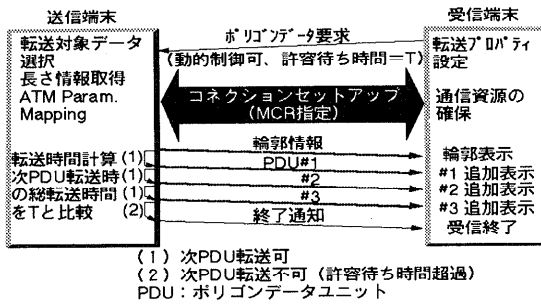 送信端末
受信端末
転送対象データ
選択
長さ情報取得
ATM Param.
Mapping
ポリゴンデータ要求
(動的制御可、許容待ち時間=T)
転送プロパティ
設定
コネクションセットアップ
(MCR指定)
通信資源の
確保
輪郭情報
PDU#1
#2
#3
終了通知
転送時間計算(1)
次PDU転送時(1)
の総転送時間(1)
をTと比較 (2)
輪郭表示
#1 追加表示
#2 追加表示
#3 追加表示
受信終了
(1) 次PDU転送可
(2) 次PDU転送不可 (許容待ち時間超過)
PDU:ポリゴンデータユニット